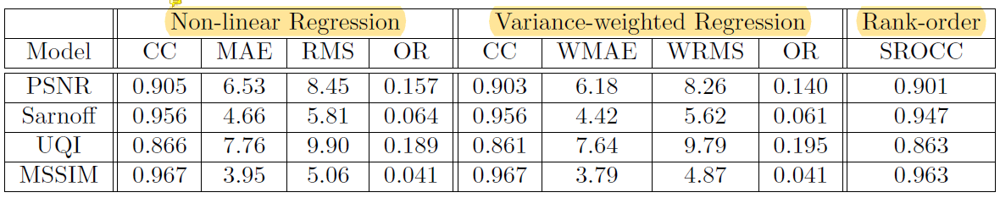 Non-linear Regression Variance-weighted Regression Rank-order
Model CC MAE RMS OR CC WMAE WRMS OR SROCC
PSNR 0.905 6.53 8.45 0.157 0.903 6.18 8.26 0.140 0.901
Sarnoff 0.956 4.66 5.81 0.064 0.956 4.42 5.62 0.061 0.947
UQI 0.866 7.76 9.90 0.189 0.861 7.64 9.79 0.195 0.863
MSSIM 0.967 3.95 5.06 0.041 0.967 3.79 4.87 0.041 0.963